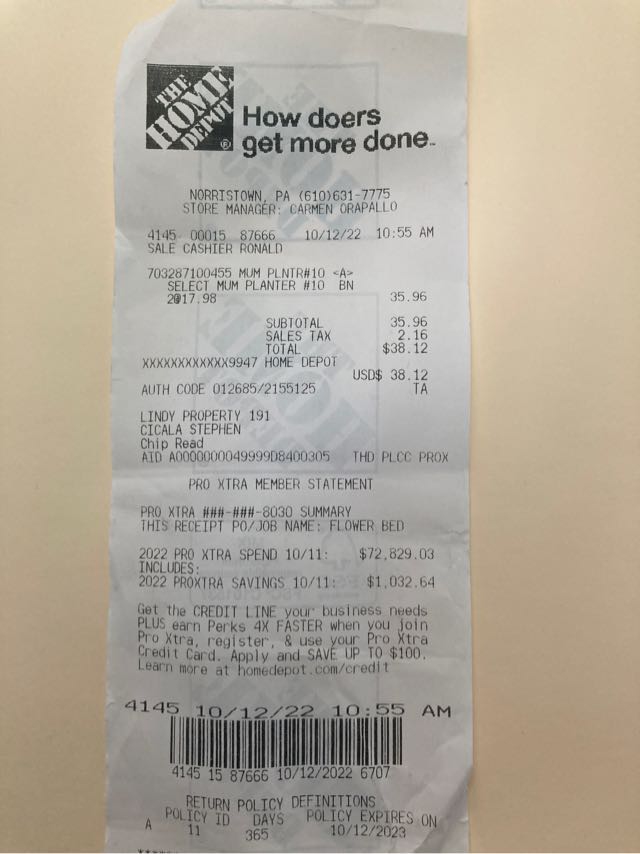 THE
HOME
DEPOT
®
How doers
get more done™
NORRISTOWN, PA (610)631-7775
STORE MANAGER: CARMEN ORAPALLO
4145 00015 87666 10/12/22 10:55 AM
SALE CASHIER RONALD
703287100455 MUM PLNTR#10 <A>
SELECT MUM PLANTER #10 BN
2@17.98 35.96
SUBTOTAL 35.96
SALES TAX 2.16
TOTAL $38.12
XXXXXXXXXXXX9947 HOME DEPOT
USD$ 38.12
AUTH CODE 012685/2155125 TA
LINDY PROPERTY 191
CICALA STEPHEN
Chip Read
AID A0000000049999D8400305 THD PLCC PROX
PRO XTRA MEMBER STATEMENT
PRO XTRA ###-###-8030 SUMMARY
THIS RECEIPT PO/JOB NAME: FLOWER BED
2022 PRO XTRA SPEND 10/11: $72,829.03
INCLUDES:
2022 PROXTRA SAVINGS 10/11: $1,032.64
Get the CREDIT LINE your business needs
PLUS earn Perks 4X FASTER when you join
Pro Xtra, register, & use your Pro Xtra
Credit Card. Apply and SAVE UP TO $100.
Learn more at homedepot.com/credit
4145 10/12/22 10:55 AM
4145 15 87666 10/12/2022 6707
RETURN POLICY DEFINITIONS
POLICY ID DAYS POLICY EXPIRES ON
A 11 365 10/12/2023